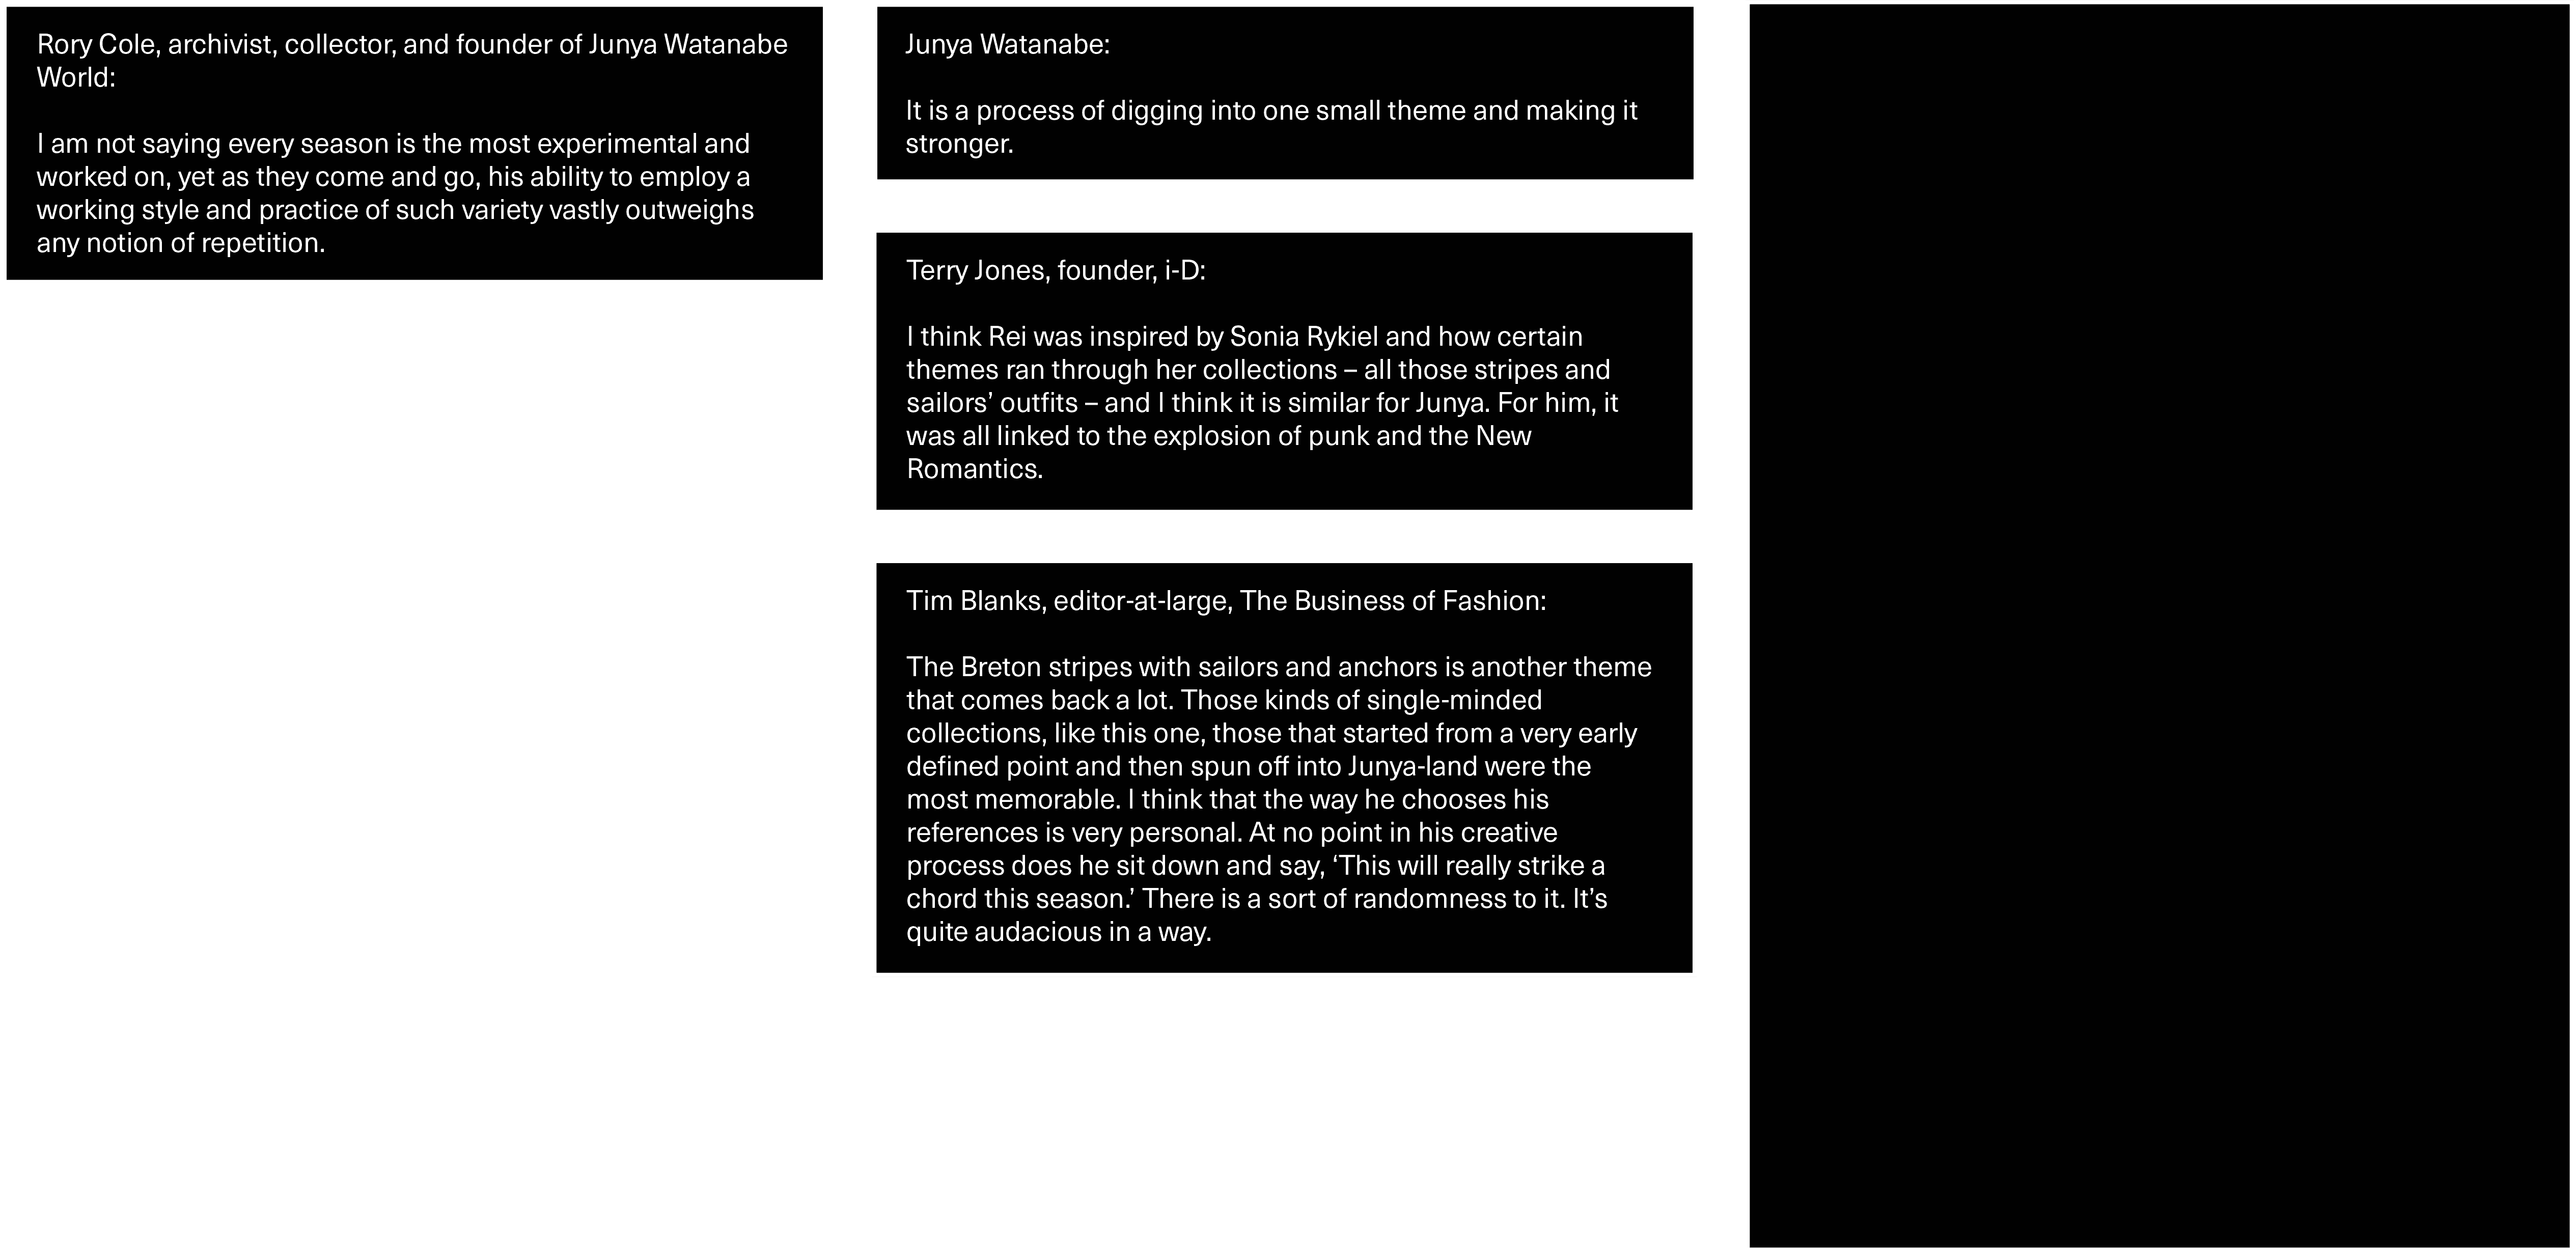 Rory Cole, archivist, collector, and founder of Junya Watanabe
World:
I am not saying every season is the most experimental and
worked on, yet as they come and go, his ability to employ a
working style and practice of such variety vastly outweighs
any notion of repetition.
Junya Watanabe:
It is a process of digging into one small theme and making it
stronger.
Terry Jones, founder, i-D:
I think Rei was inspired by Sonia Rykiel and how certain
themes ran through her collections – all those stripes and
sailors’ outfits – and I think it is similar for Junya. For him, it
was all linked to the explosion of punk and the New
Romantics.
Tim Blanks, editor-at-large, The Business of Fashion:
The Breton stripes with sailors and anchors is another theme
that comes back a lot. Those kinds of single-minded
collections, like this one, those that started from a very early
defined point and then spun off into Junya-land were the
most memorable. I think that the way he chooses his
references is very personal. At no point in his creative
process does he sit down and say, ‘This will really strike a
chord this season.’ There is a sort of randomness to it. It’s
quite audacious in a way.